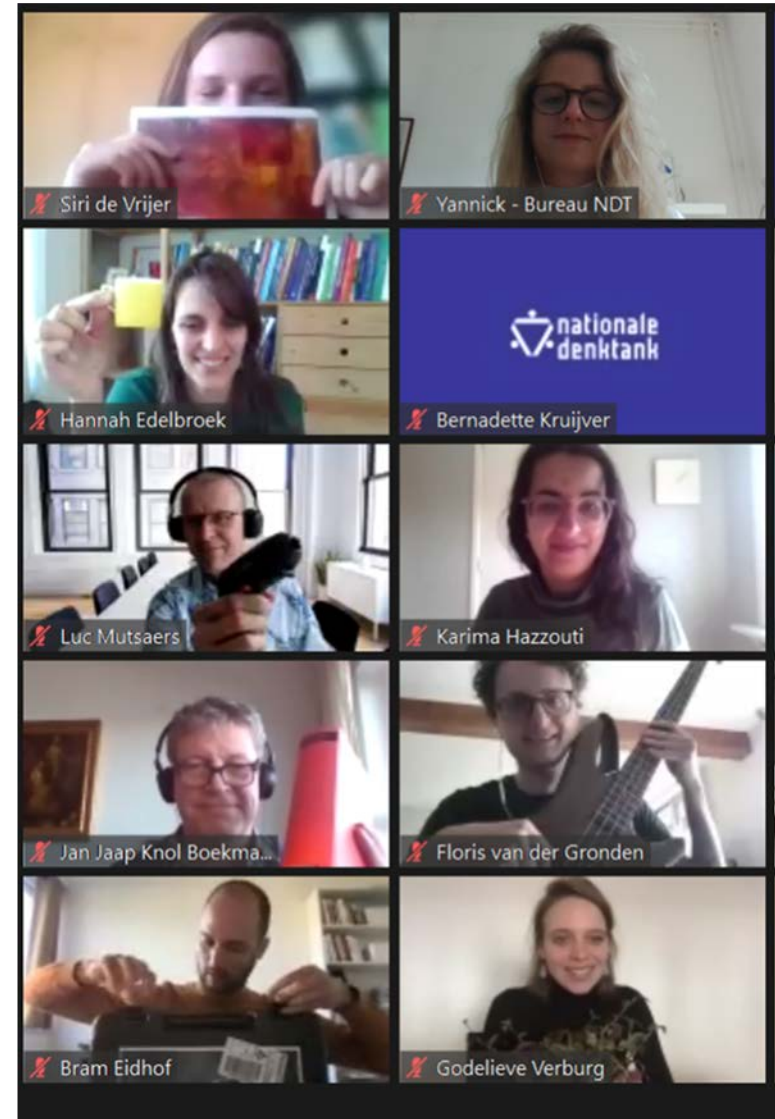 Siri de Vrijer
Yannick - Bureau NDT
Hannah Edelbroek
nationale
denktank
Bernadette Kruijver
Luc Mutsaers
Karima Hazzouti
Jan Jaap Knol Boekma...
Floris van der Gronden
Bram Eidhof
Godelieve Verburg